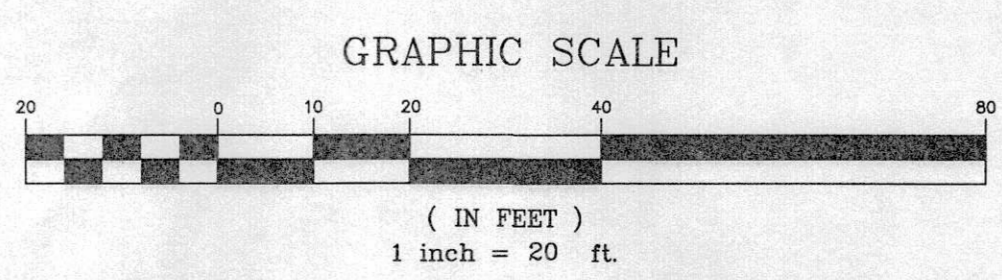 GRAPHIC SCALE
20 0 10 20 40 80
( IN FEET )
1 inch = 20 ft.